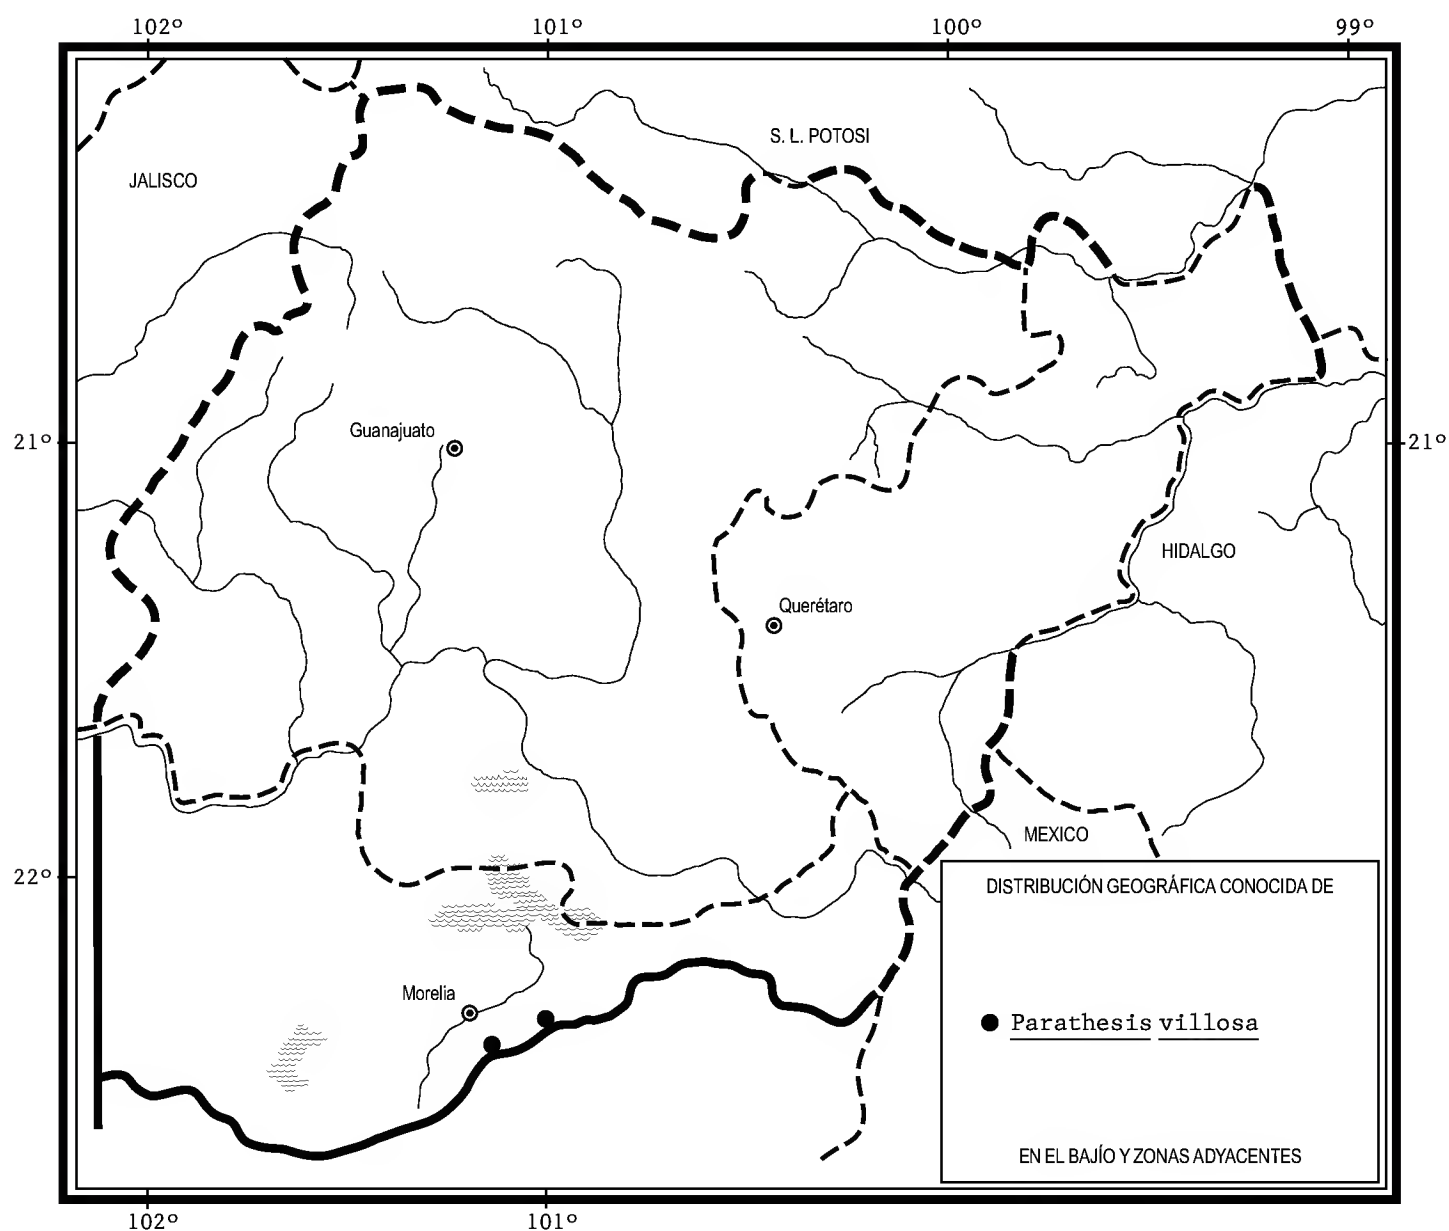 102º 101º 100º 99º
S. L. POTOSI
JALISCO
Guanajuato
21º 21º
HIDALGO
Querétaro
MEXICO
22º
DISTRIBUCIÓN GEOGRÁFICA CONOCIDA DE
Morelia
Parathesis villosa
EN EL BAJÍO Y ZONAS ADYACENTES
102º 101º